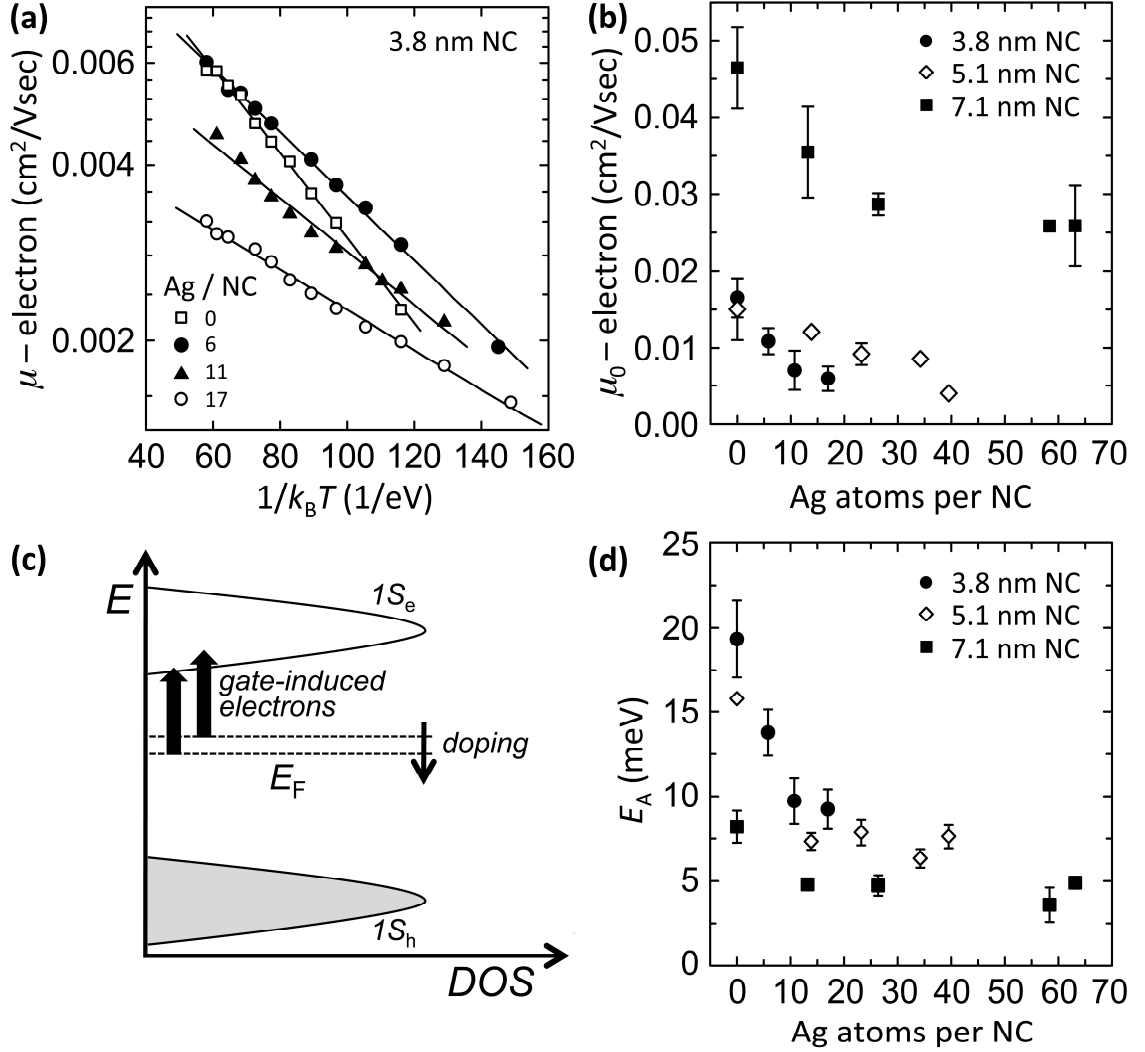 (a)
3.8 nm NC
0.006
0.004
0.002
μ – electron (cm²/Vsec)
Ag / NC
0
6
11
17
40 60 80 100 120 140 160
1/k_BT (1/eV)
(b)
3.8 nm NC
5.1 nm NC
7.1 nm NC
0.05
0.04
0.03
0.02
0.01
0.00
μ₀ – electron (cm²/Vsec)
0 10 20 30 40 50 60 70
Ag atoms per NC
(c)
E
1S_e
gate-induced
electrons
doping
E_F
1S_h
DOS
(d)
3.8 nm NC
5.1 nm NC
7.1 nm NC
25
20
15
10
5
0
E_A (meV)
0 10 20 30 40 50 60 70
Ag atoms per NC